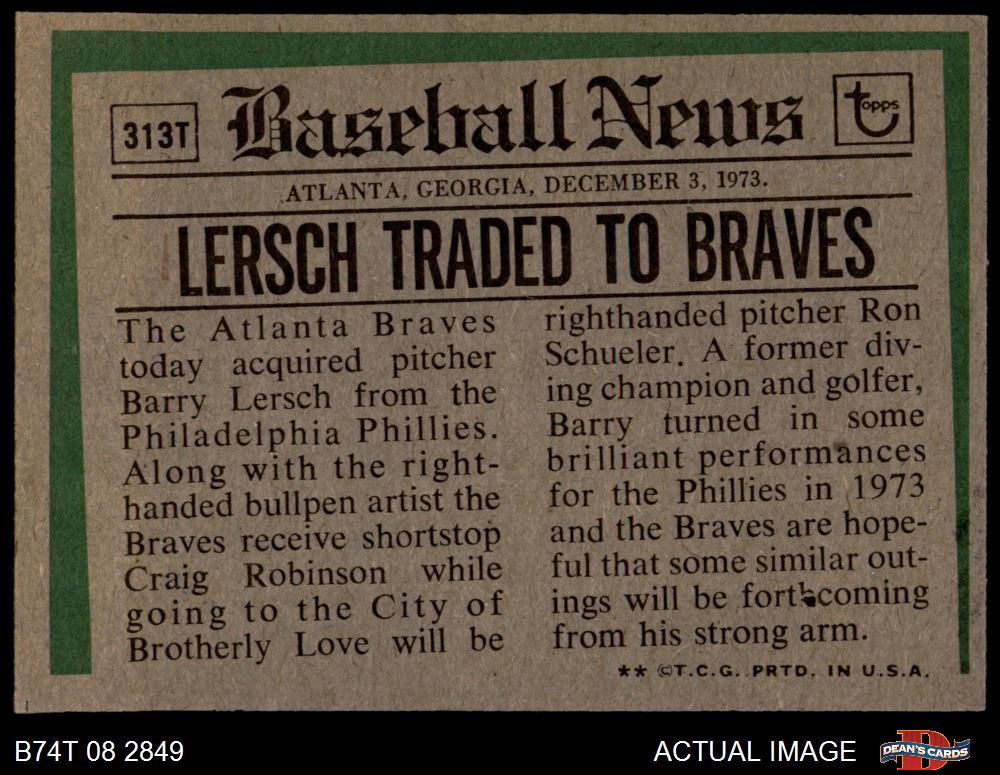 313T
Baseball News
topps
ATLANTA, GEORGIA, DECEMBER 3, 1973.
LERSCH TRADED TO BRAVES
The Atlanta Braves
today acquired pitcher
Barry Lersch from the
Philadelphia Phillies.
Along with the right-
handed bullpen artist the
Braves receive shortstop
Craig Robinson while
going to the City of
Brotherly Love will be
righthanded pitcher Ron
Schueler. A former div-
ing champion and golfer,
Barry turned in some
brilliant performances
for the Phillies in 1973
and the Braves are hope-
ful that some similar out-
ings will be forthcoming
from his strong arm.
** ©T.C.G. PRTD. IN U.S.A.
B74T 08 2849
ACTUAL IMAGE
DEAN'S CARDS